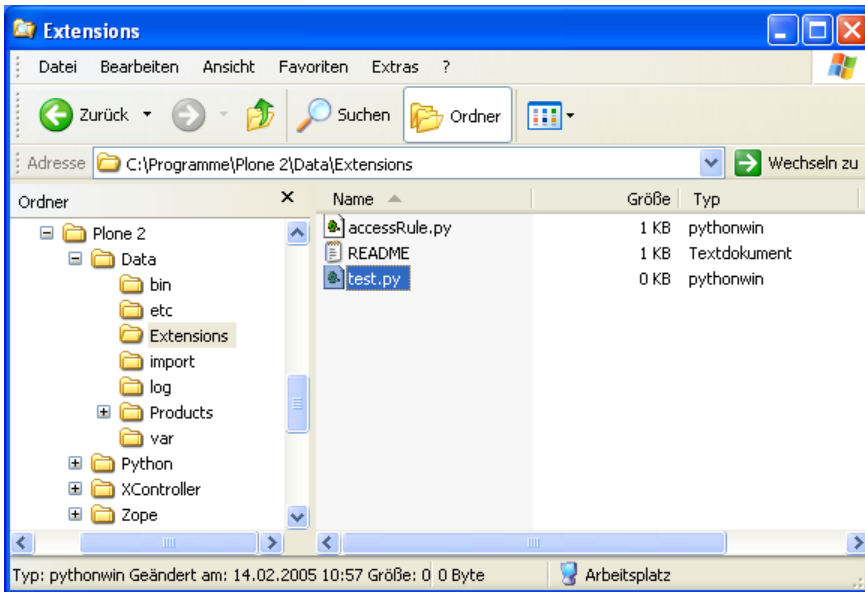 Extensions
Datei Bearbeiten Ansicht Favoriten Extras ?
Zurück Suchen Ordner
Adresse C:\Programme\Plone 2\Data\Extensions Wechseln zu
Ordner Name Größe Typ
Plone 2
Data
bin
etc
Extensions
import
log
Products
var
Python
XController
Zope
accessRule.py 1 KB pythonwin
README 1 KB Textdokument
test.py 0 KB pythonwin
Typ: pythonwin Geändert am: 14.02.2005 10:57 Größe: 0 0 Byte Arbeitsplatz